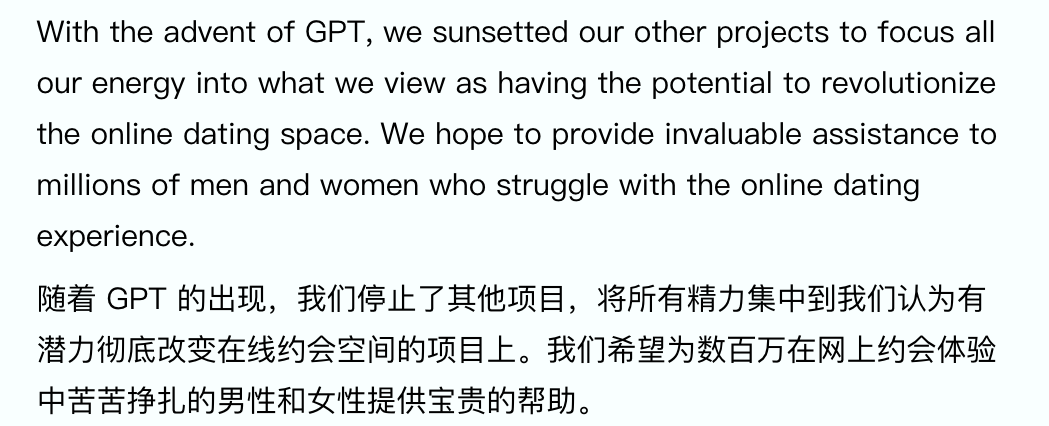 With the advent of GPT, we sunsetted our other projects to focus all
our energy into what we view as having the potential to revolutionize
the online dating space. We hope to provide invaluable assistance to
millions of men and women who struggle with the online dating
experience.
随着 GPT 的出现，我们停止了其他项目，将所有精力集中到我们认为有
潜力彻底改变在线约会空间的项目上。我们希望为数百万在网上约会体验
中苦苦挣扎的男性和女性提供宝贵的帮助。